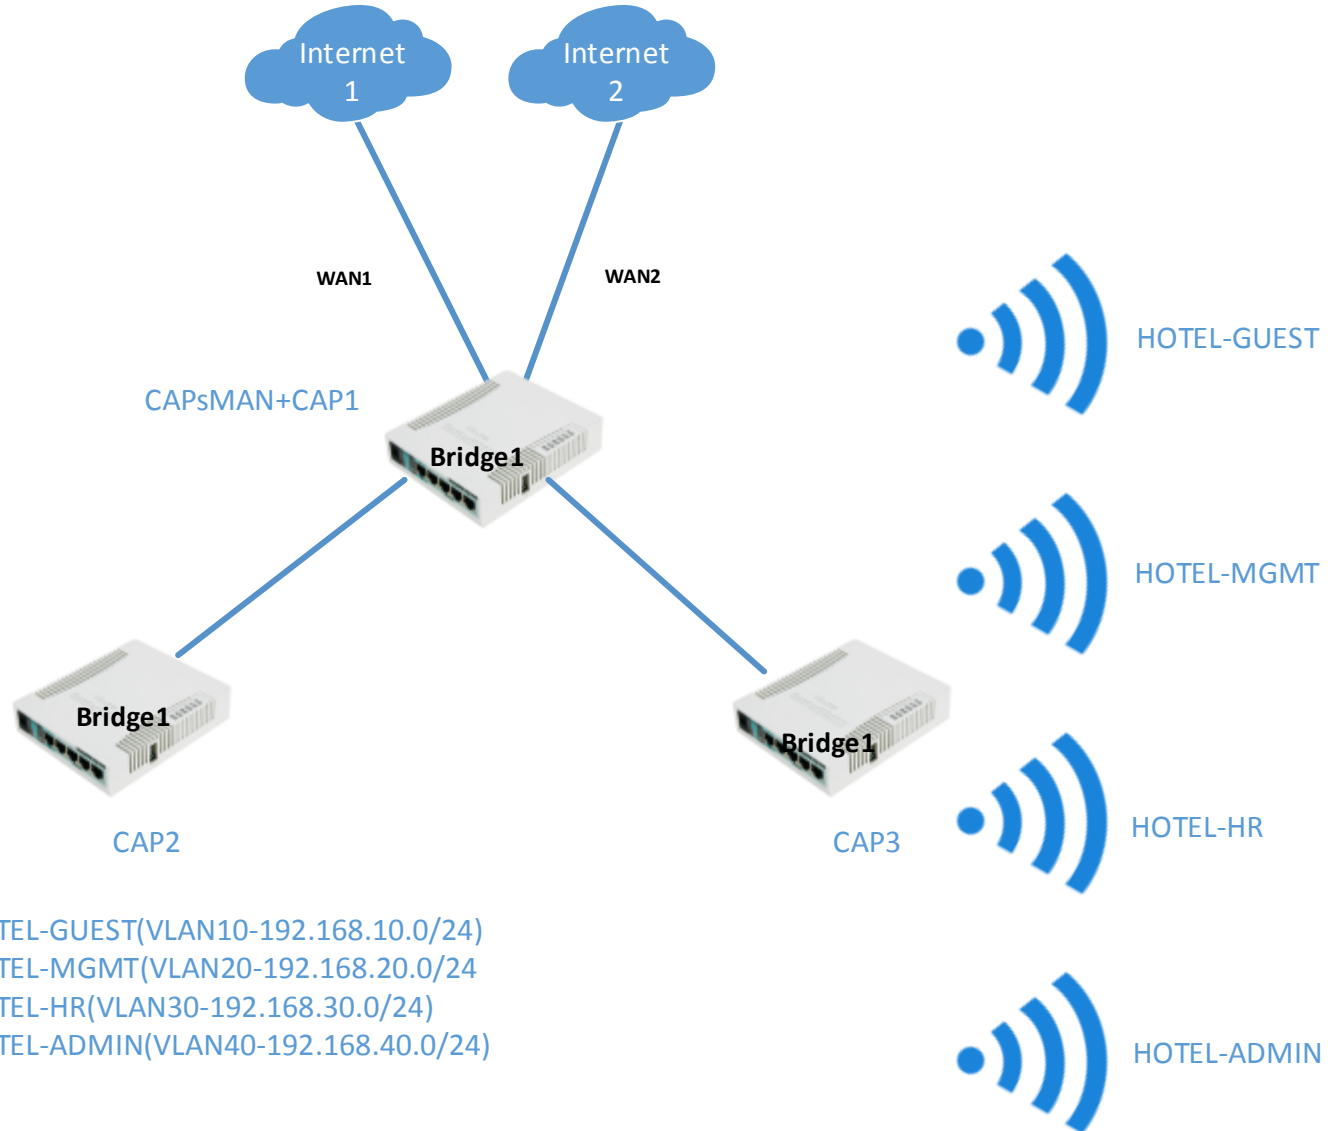 Internet
1
Internet
2
WAN1
WAN2
HOTEL-GUEST
CAPsMAN+CAP1
Bridge1
HOTEL-MGMT
Bridge1
Bridge1
CAP2
CAP3
HOTEL-HR
TEL-GUEST(VLAN10-192.168.10.0/24)
TEL-MGMT(VLAN20-192.168.20.0/24
TEL-HR(VLAN30-192.168.30.0/24)
TEL-ADMIN(VLAN40-192.168.40.0/24)
HOTEL-ADMIN